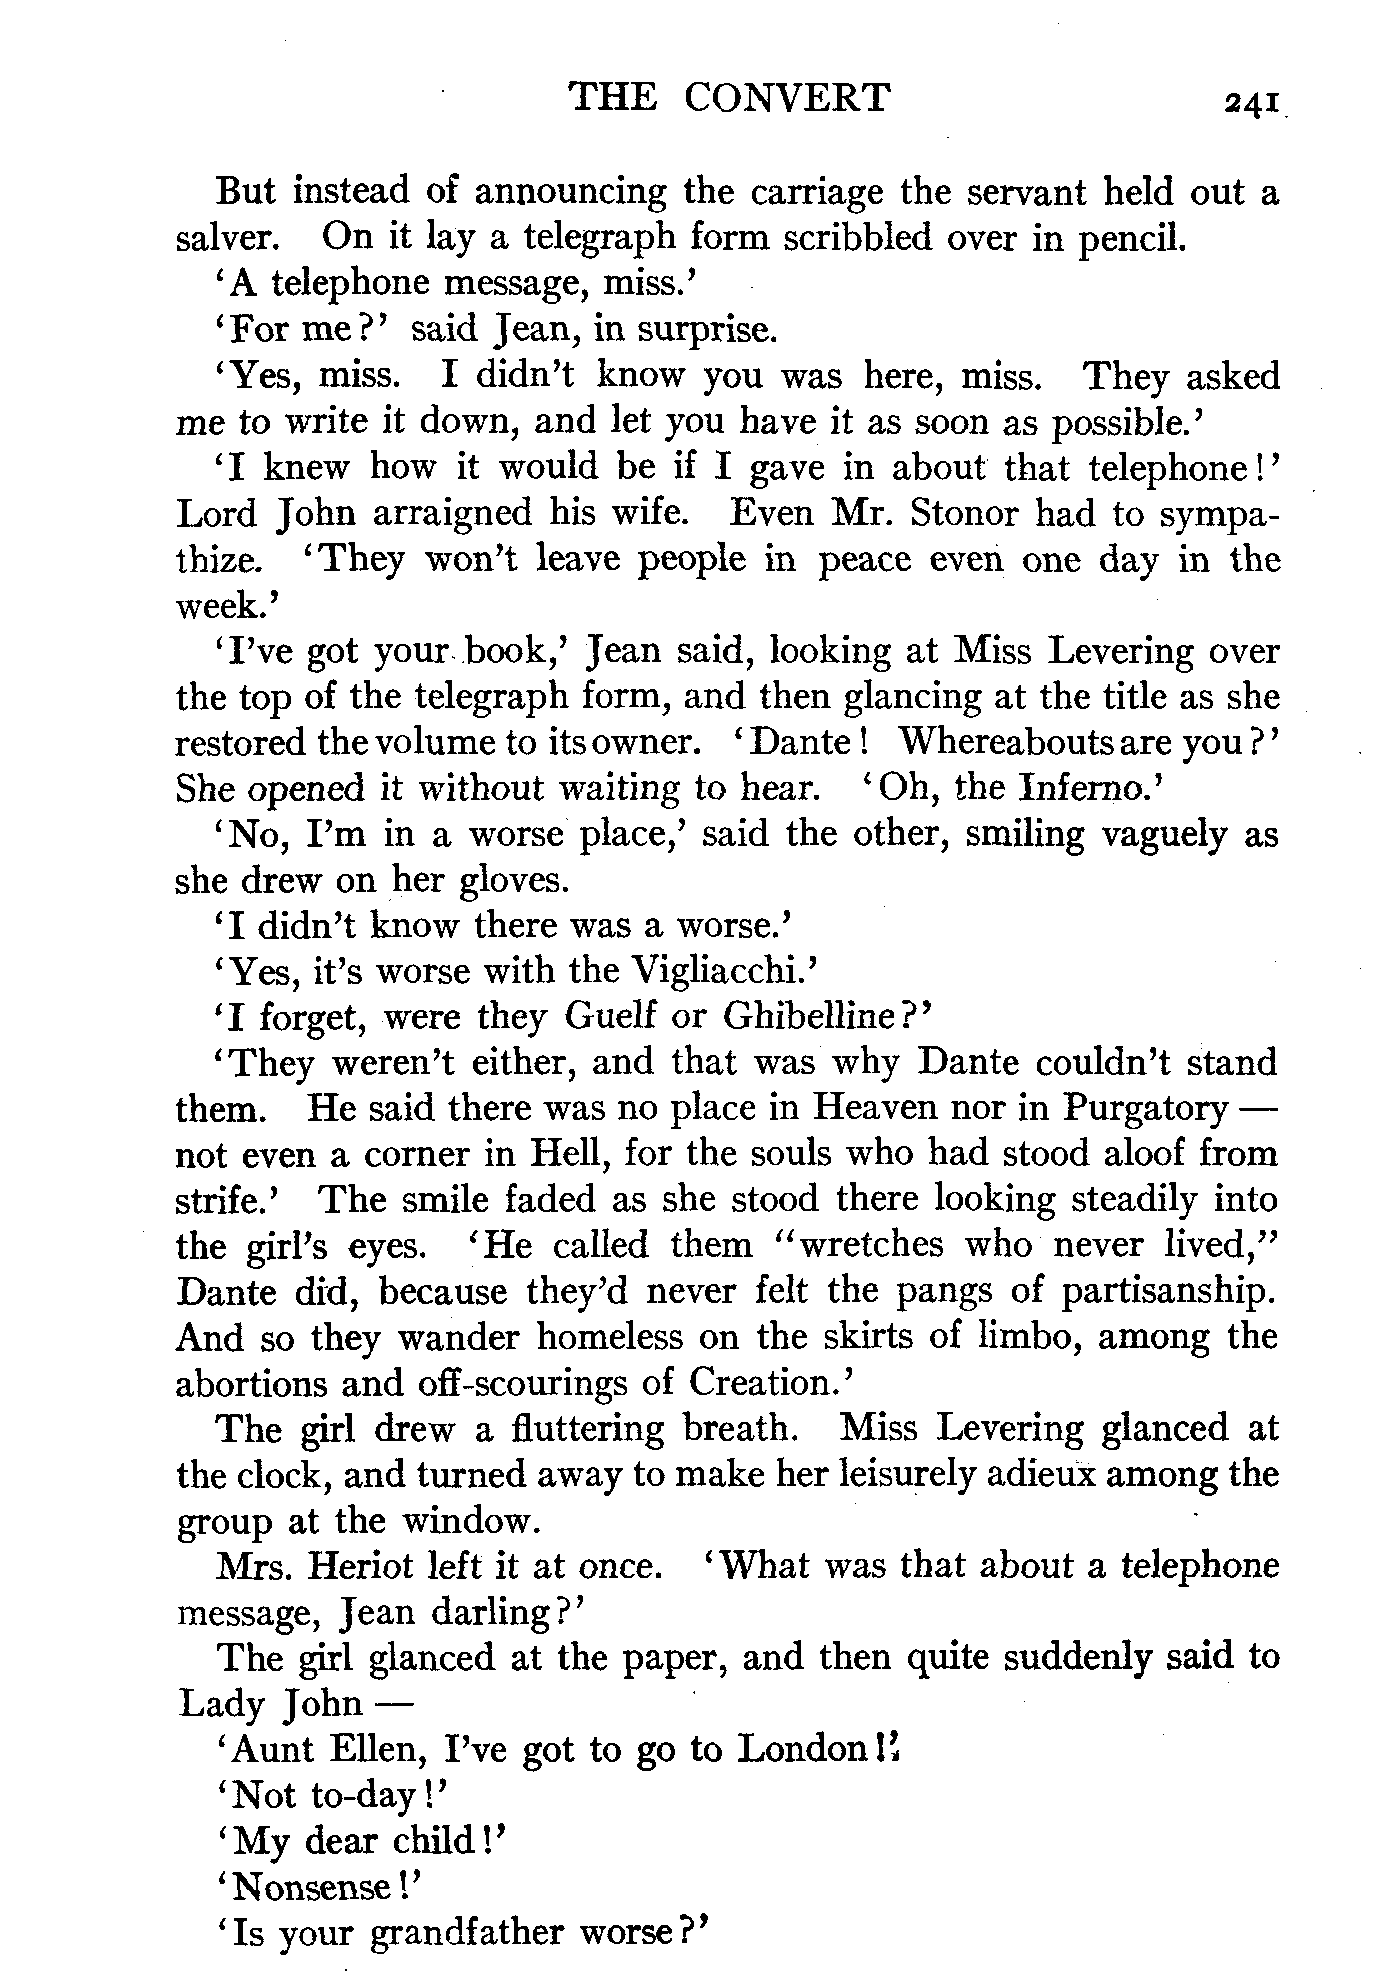 THE CONVERT 241
But instead of announcing the carriage the servant held out a
salver. On it lay a telegraph form scribbled over in pencil.
‘A telephone message, miss.’
‘For me?’ said Jean, in surprise.
‘Yes, miss. I didn’t know you was here, miss. They asked
me to write it down, and let you have it as soon as possible.’
‘I knew how it would be if I gave in about that telephone!’
Lord John arraigned his wife. Even Mr. Stonor had to sympa-
thize. ‘They won’t leave people in peace even one day in the
week.’
‘I’ve got your book,’ Jean said, looking at Miss Levering over
the top of the telegraph form, and then glancing at the title as she
restored the volume to its owner. ‘Dante! Whereabouts are you?’
She opened it without waiting to hear. ‘Oh, the Inferno.’
‘No, I’m in a worse place,’ said the other, smiling vaguely as
she drew on her gloves.
‘I didn’t know there was a worse.’
‘Yes, it’s worse with the Vigliacchi.’
‘I forget, were they Guelf or Ghibelline?’
‘They weren’t either, and that was why Dante couldn’t stand
them. He said there was no place in Heaven nor in Purgatory —
not even a corner in Hell, for the souls who had stood aloof from
strife.’ The smile faded as she stood there looking steadily into
the girl’s eyes. ‘He called them “wretches who never lived,”
Dante did, because they’d never felt the pangs of partisanship.
And so they wander homeless on the skirts of limbo, among the
abortions and off-scourings of Creation.’
The girl drew a fluttering breath. Miss Levering glanced at
the clock, and turned away to make her leisurely adieux among the
group at the window.
Mrs. Heriot left it at once. ‘What was that about a telephone
message, Jean darling?’
The girl glanced at the paper, and then quite suddenly said to
Lady John —
‘Aunt Ellen, I’ve got to go to London!’
‘Not to-day!’
‘My dear child!’
‘Nonsense!’
‘Is your grandfather worse?’